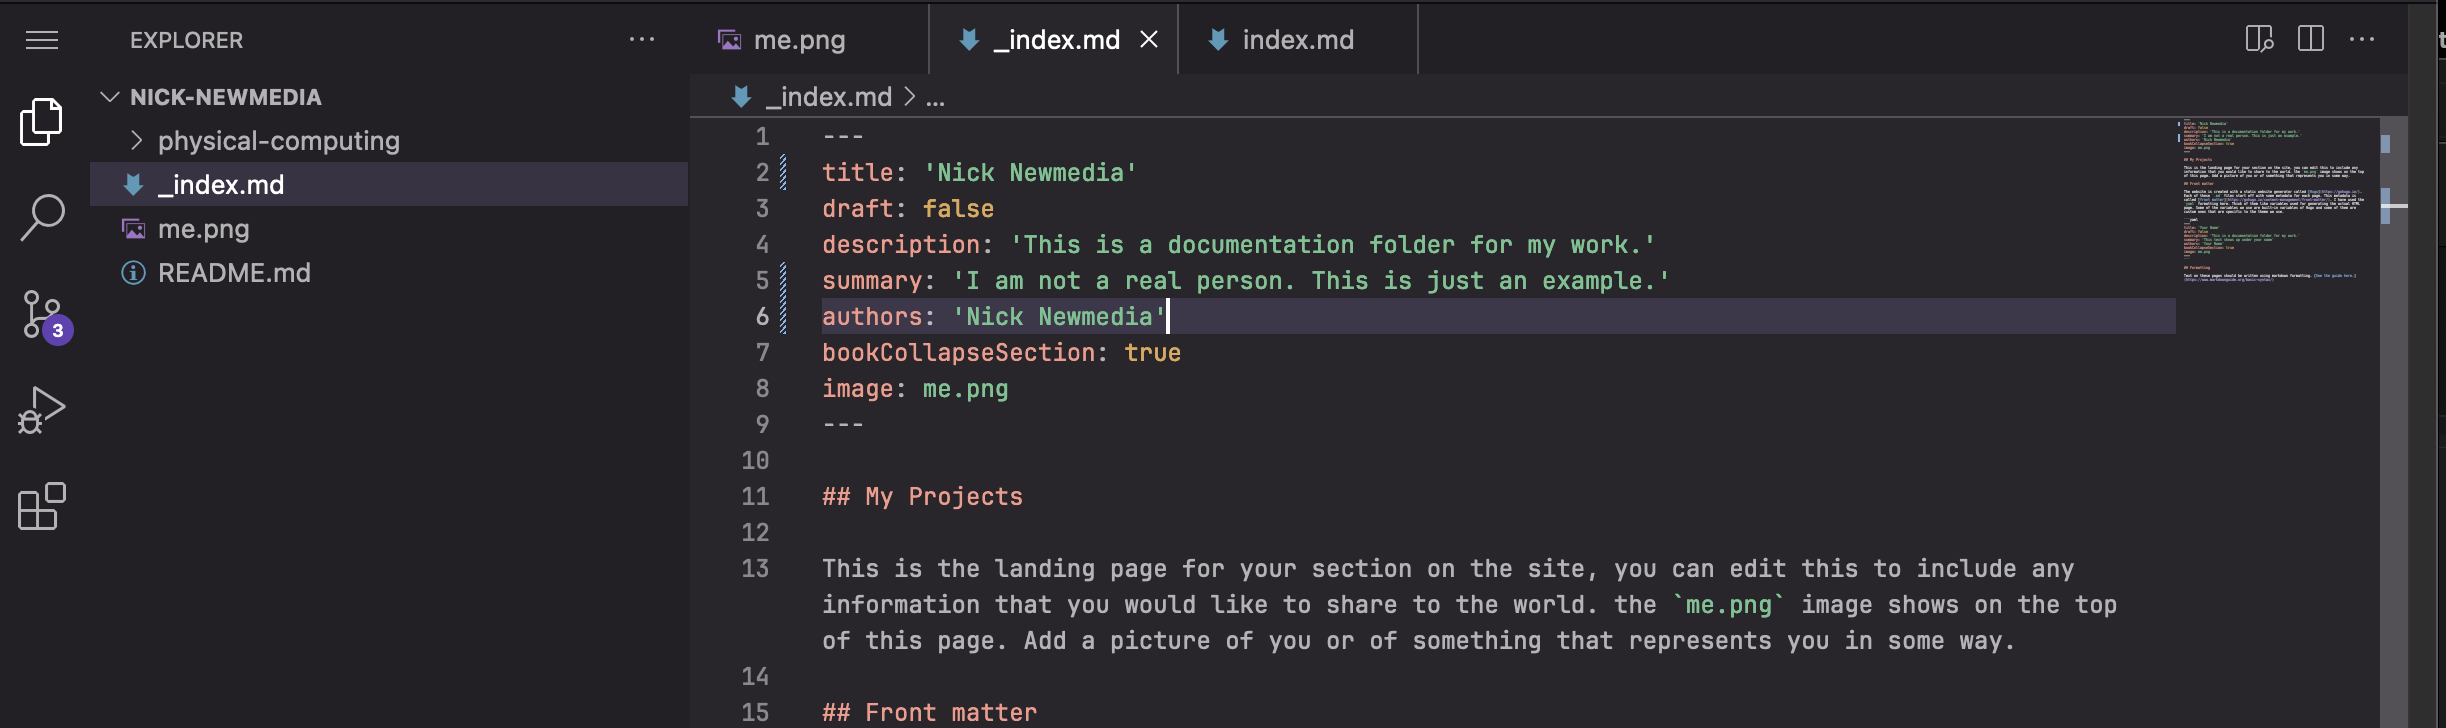 EXPLORER
NICK-NEWMEDIA
physical-computing
_index.md
me.png
README.md
3
me.png
_index.md
index.md
_index.md > ...
1 ---
2 title: 'Nick Newmedia'
3 draft: false
4 description: 'This is a documentation folder for my work.'
5 summary: 'I am not a real person. This is just an example.'
6 authors: 'Nick Newmedia'
7 bookCollapseSection: true
8 image: me.png
9 ---
10
11 ## My Projects
12
13 This is the landing page for your section on the site, you can edit this to include any
information that you would like to share to the world. the `me.png` image shows on the top
of this page. Add a picture of you or of something that represents you in some way.
14
15 ## Front matter